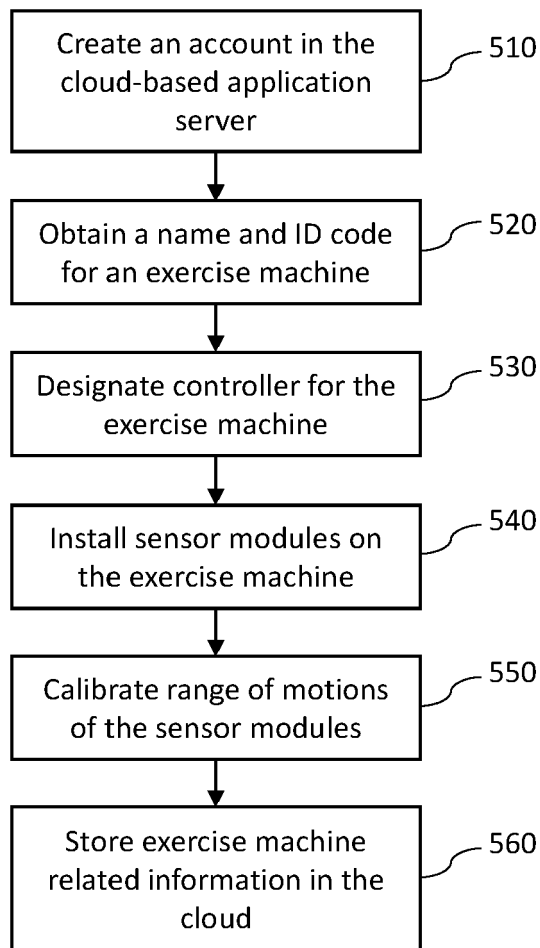 Create an account in the
cloud-based application
server
510
Obtain a name and ID code
for an exercise machine
520
Designate controller for the
exercise machine
530
Install sensor modules on
the exercise machine
540
Calibrate range of motions
of the sensor modules
550
Store exercise machine
related information in the
cloud
560